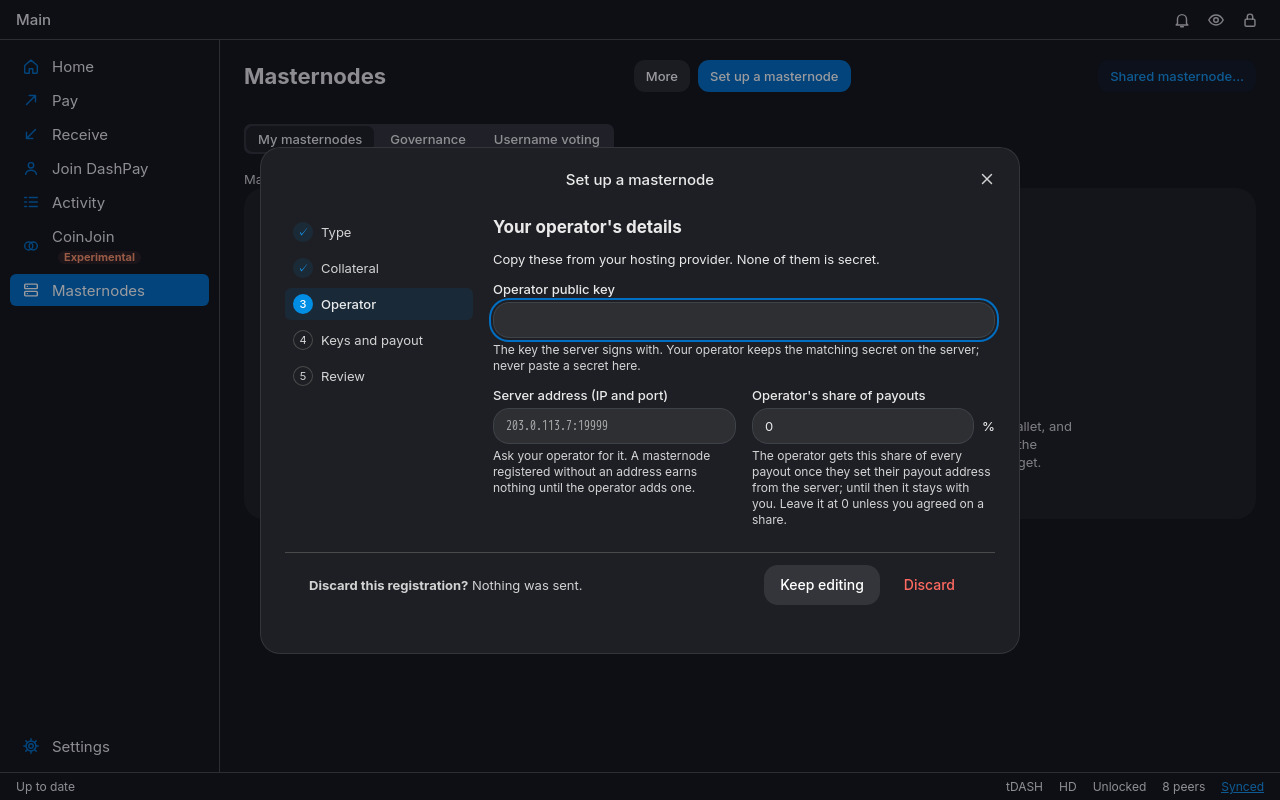 Main
Home
Pay
Receive
Join DashPay
Activity
CoinJoin
Experimental
Masternodes
Settings
Masternodes
More
Set up a masternode
Shared masternode...
My masternodes
Governance
Username voting
Set up a masternode
✓ Type
✓ Collateral
3 Operator
4 Keys and payout
5 Review
Your operator's details
Copy these from your hosting provider. None of them is secret.
Operator public key
The key the server signs with. Your operator keeps the matching secret on the server;
never paste a secret here.
Server address (IP and port)
203.0.113.7:19999
Ask your operator for it. A masternode
registered without an address earns
nothing until the operator adds one.
Operator's share of payouts
0 %
The operator gets this share of every
payout once they set their payout address
from the server; until then it stays with
you. Leave it at 0 unless you agreed on a
share.
Discard this registration? Nothing was sent.
Keep editing
Discard
Up to date
tDASH
HD
Unlocked
8 peers
Synced